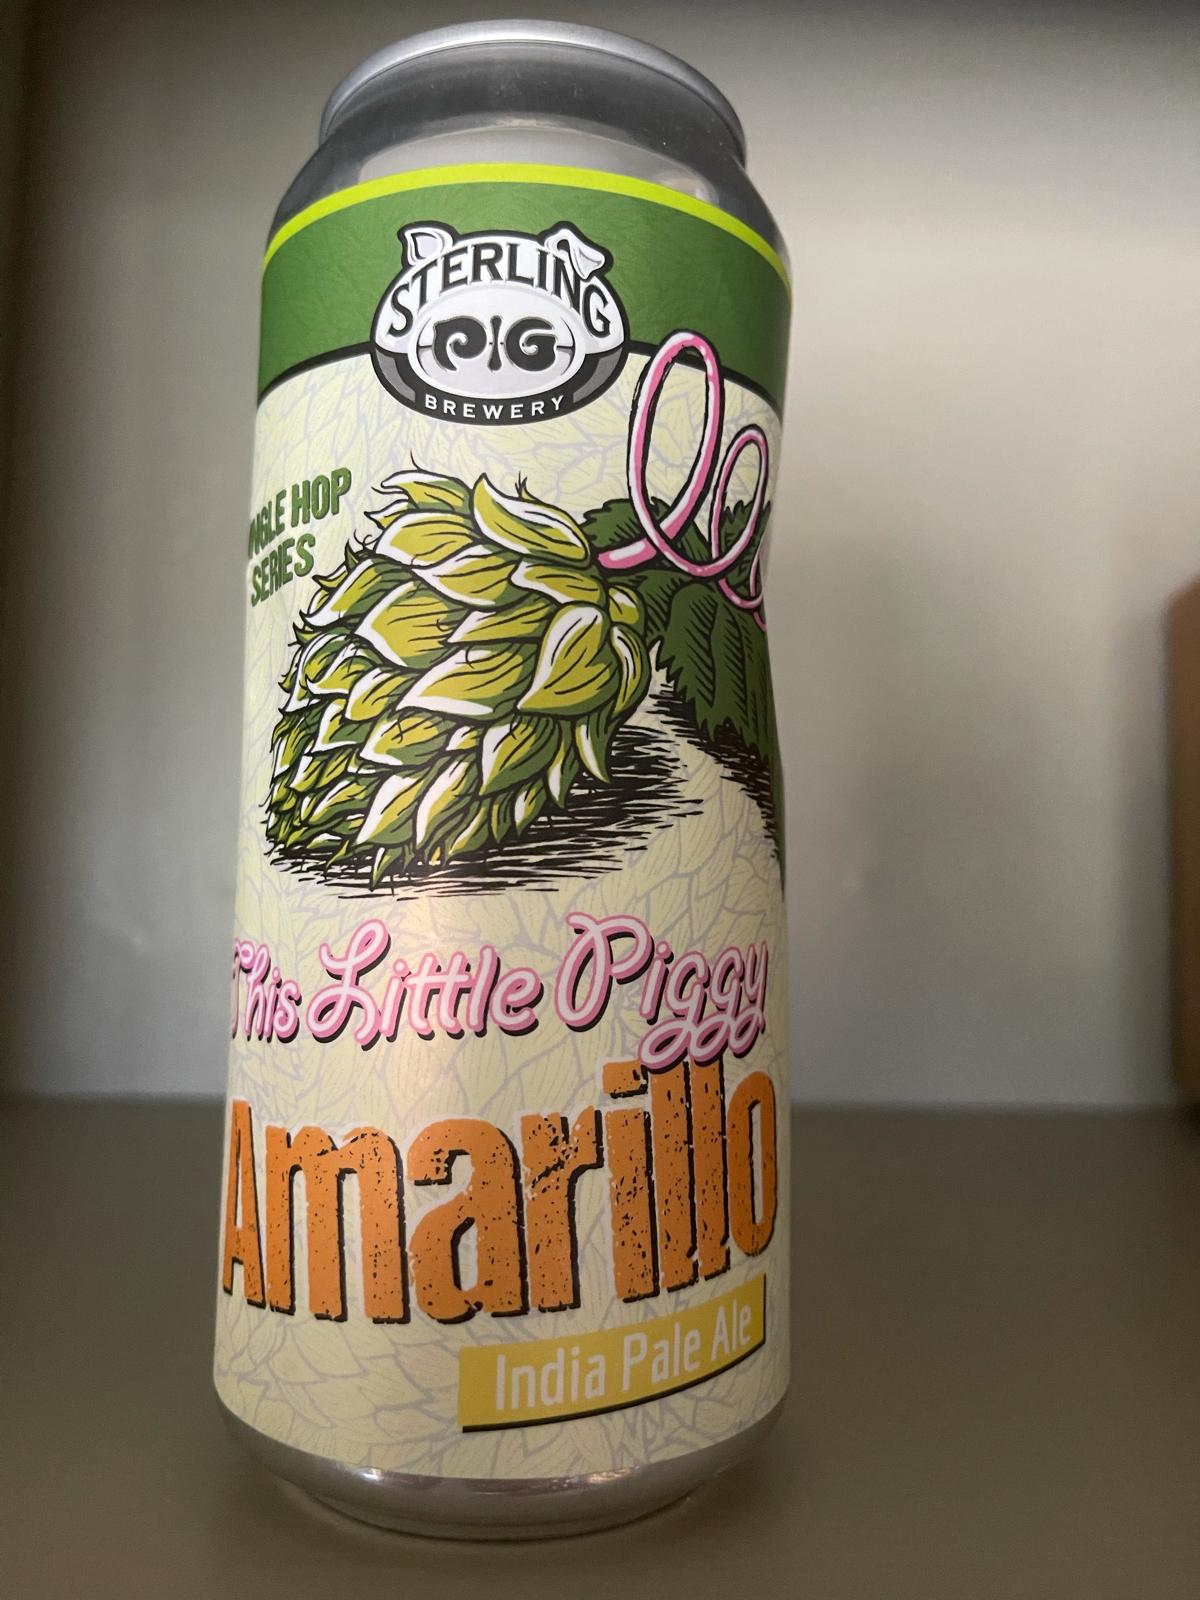 STERLING
PIG
BREWERY
NGLE HOP
SERIES
This Little Piggy
Amarillo
India Pale Ale